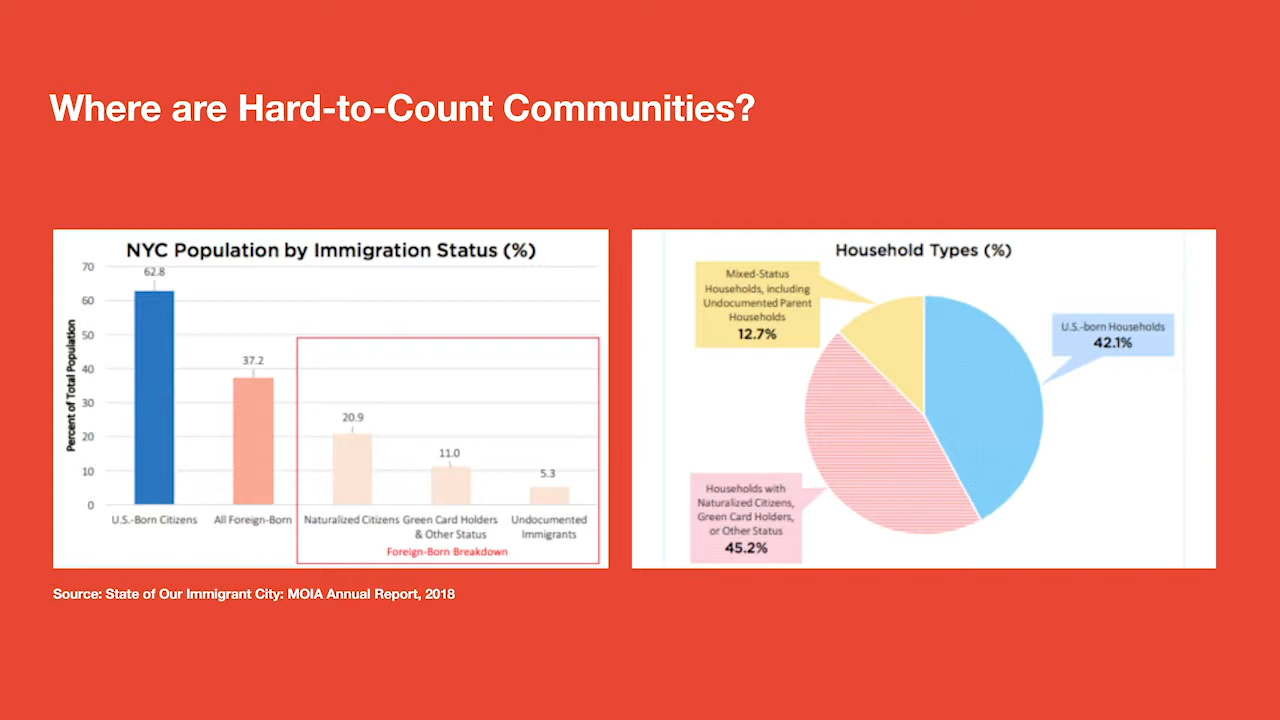 Where are Hard-to-Count Communities?
NYC Population by Immigration Status (%)
Percent of Total Population
70
60
50
40
30
20
10
0
62.8
37.2
20.9
11.0
5.3
U.S.-Born Citizens
All Foreign-Born
Naturalized Citizens
Green Card Holders
& Other Status
Undocumented
Immigrants
Foreign-Born Breakdown
Household Types (%)
Mixed-Status
Households, including
Undocumented Parent
Households
12.7%
U.S.-born Households
42.1%
Households with
Naturalized Citizens,
Green Card Holders,
or Other Status
45.2%
Source: State of Our Immigrant City: MOIA Annual Report, 2018